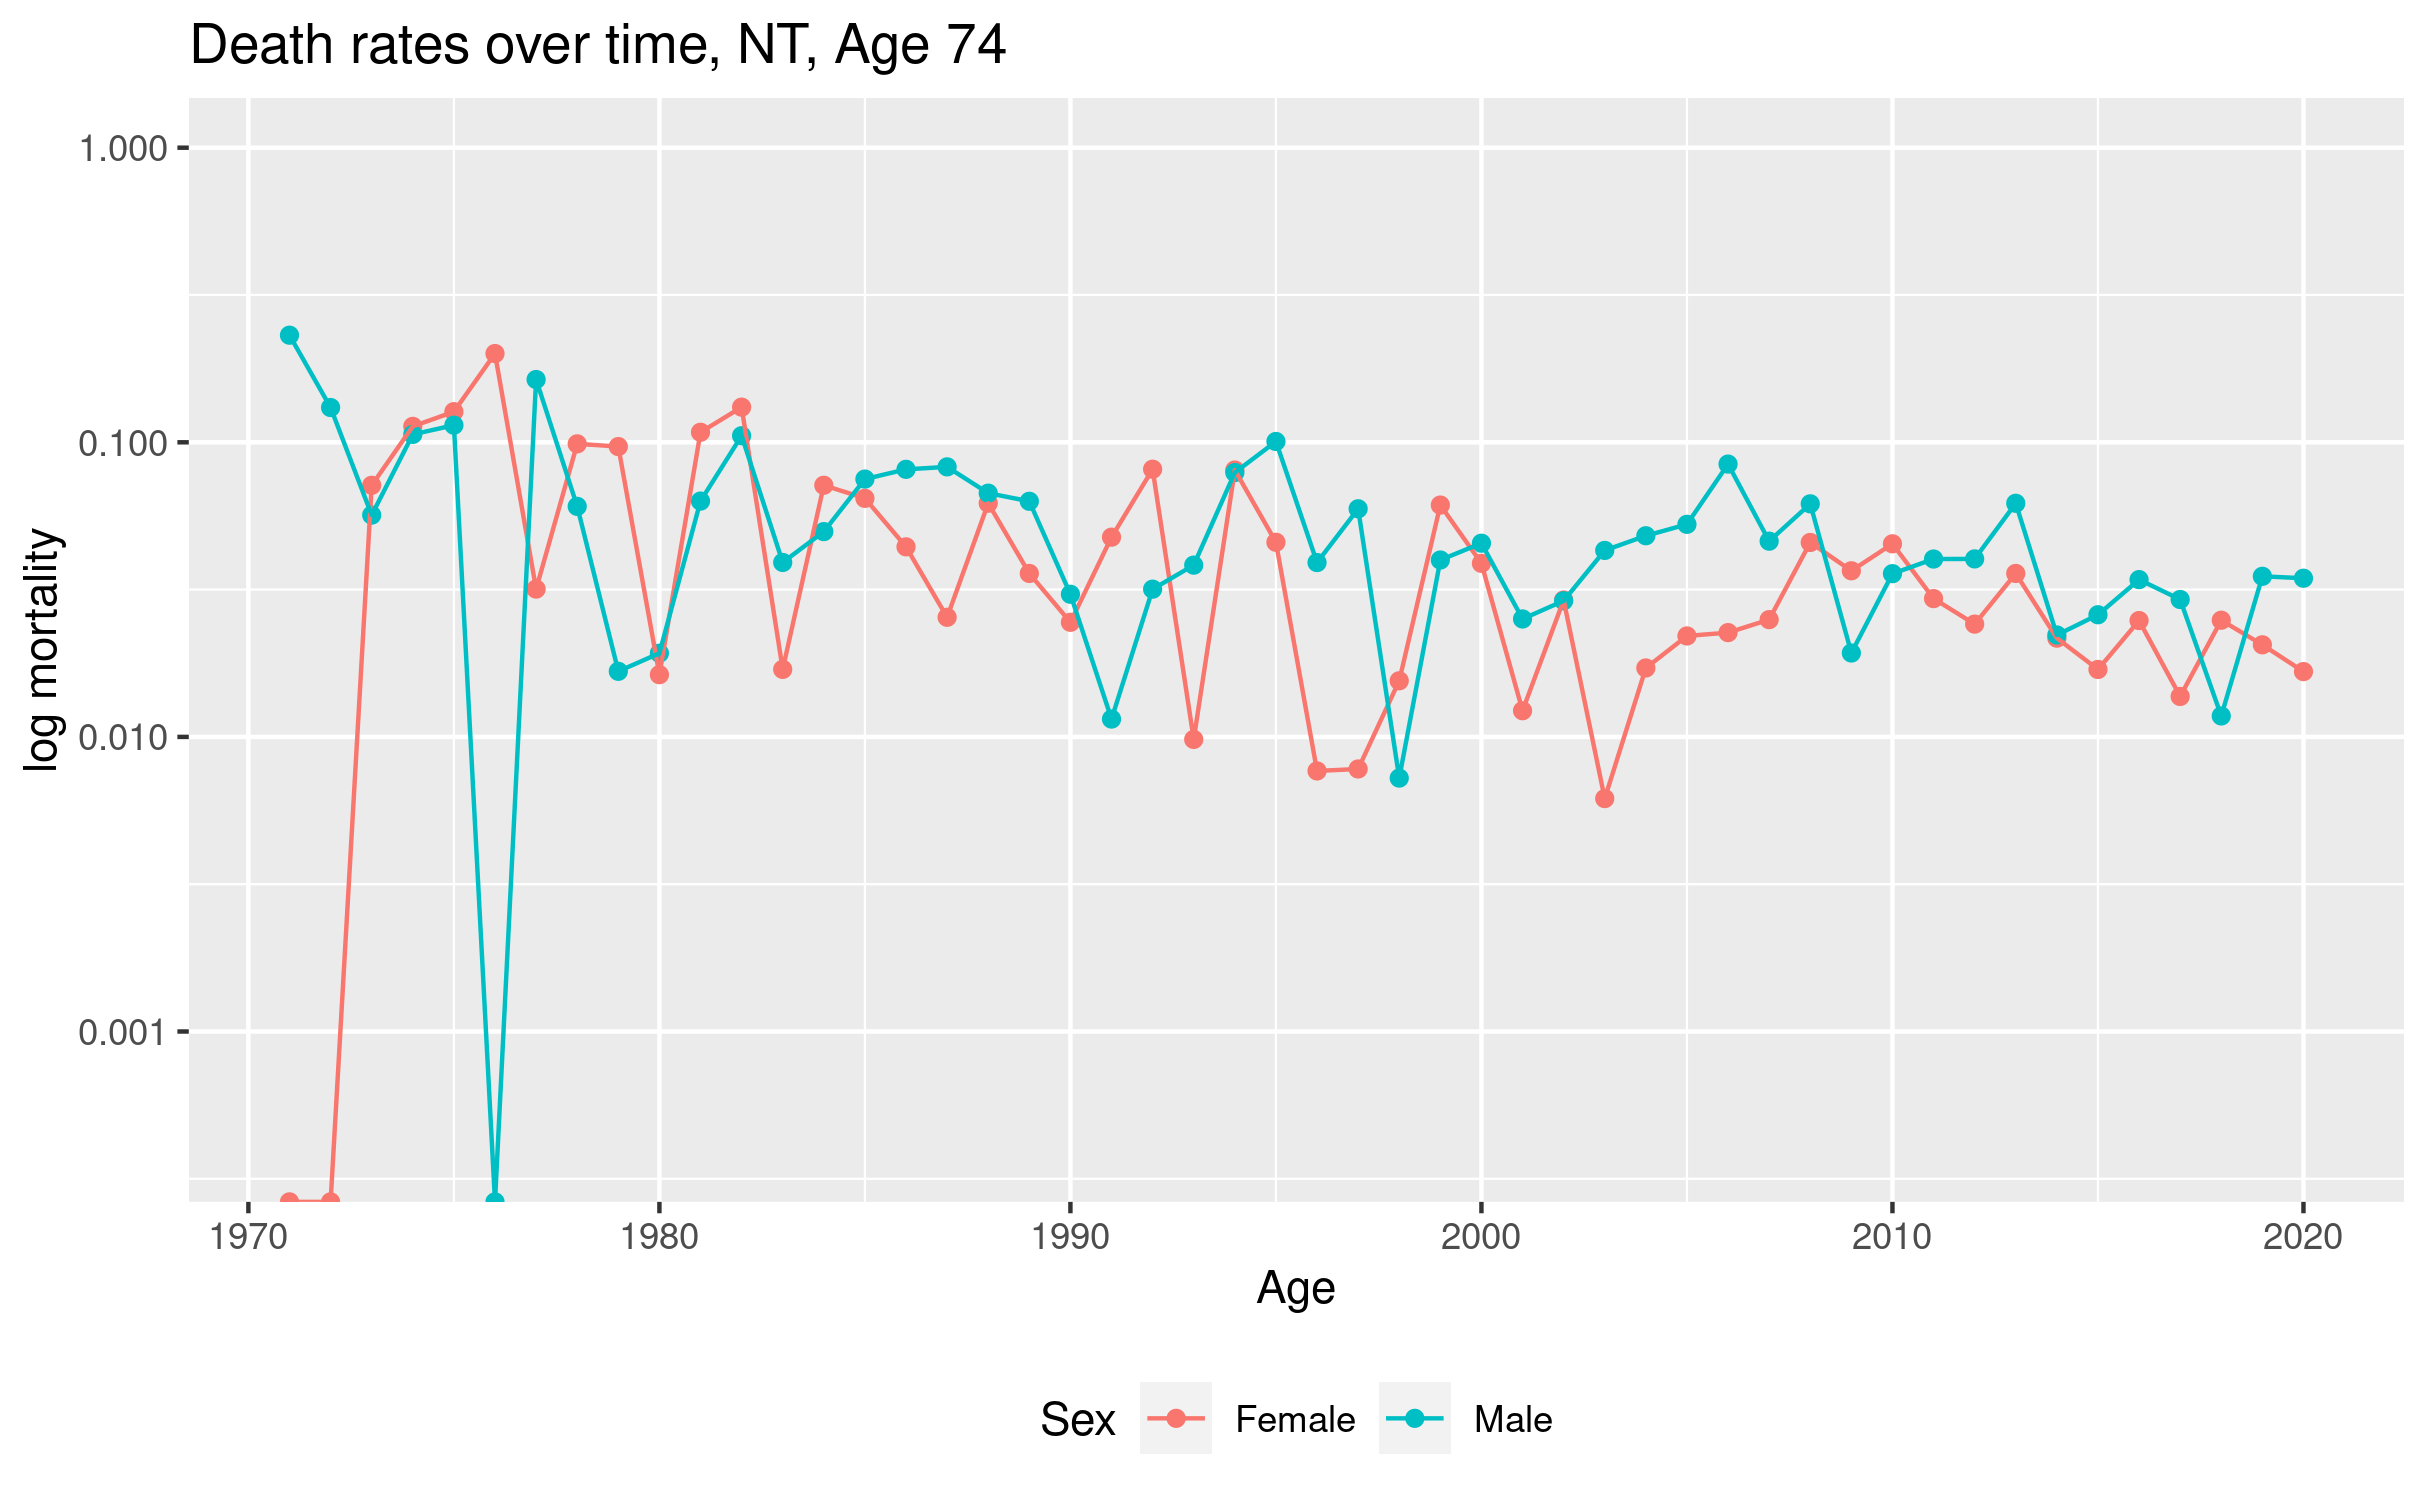 Death rates over time, NT, Age 74
log mortality
1.000
0.100
0.010
0.001
1970 1980 1990 2000 2010 2020
Age
Sex Female Male